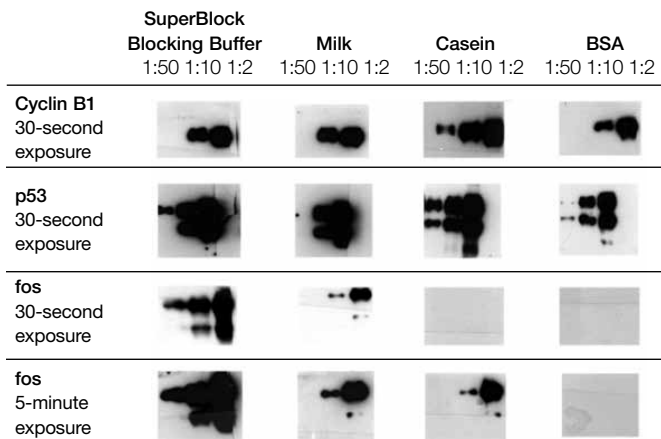 SuperBlock
Blocking Buffer Milk Casein BSA
1:50 1:10 1:2 1:50 1:10 1:2 1:50 1:10 1:2 1:50 1:10 1:2
Cyclin B1
30-second
exposure
p53
30-second
exposure
fos
30-second
exposure
fos
5-minute
exposure